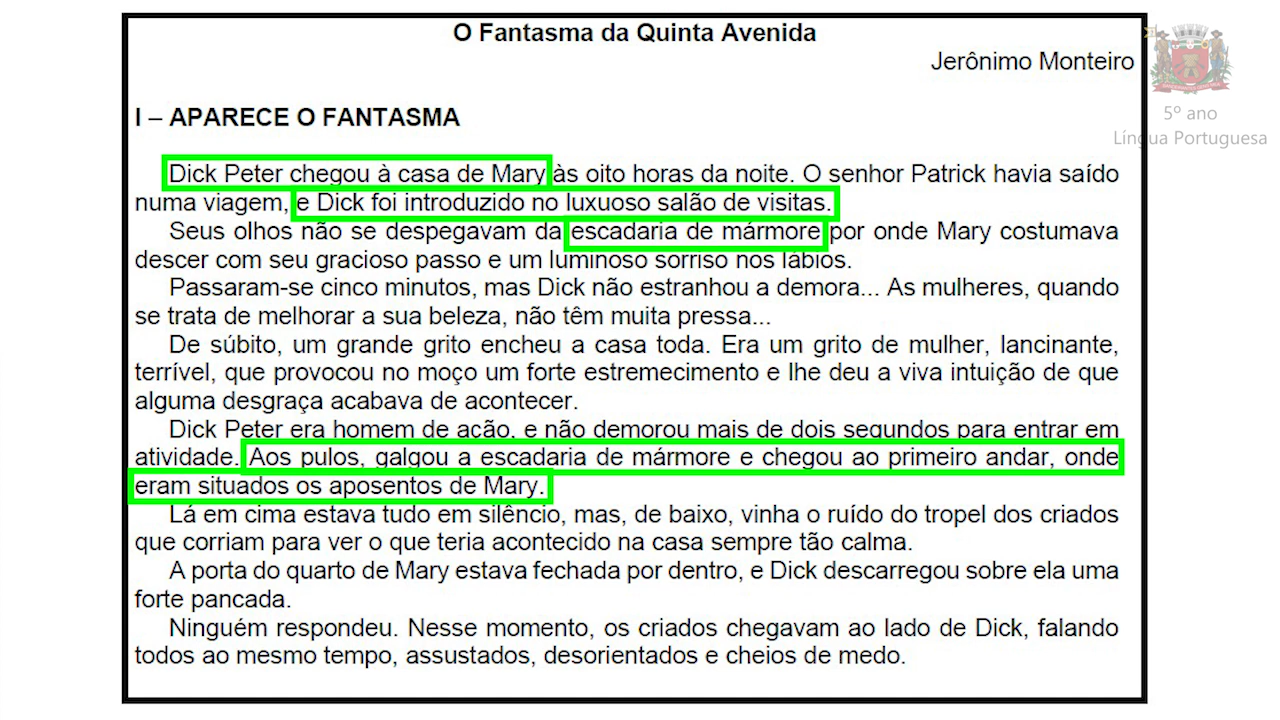 O Fantasma da Quinta Avenida
Jerônimo Monteiro
5º ano
Língua Portuguesa
I – APARECE O FANTASMA
Dick Peter chegou à casa de Mary às oito horas da noite. O senhor Patrick havia saído
numa viagem, e Dick foi introduzido no luxuoso salão de visitas.
Seus olhos não se despegavam da escadaria de mármore por onde Mary costumava
descer com seu gracioso passo e um luminoso sorriso nos lábios.
Passaram-se cinco minutos, mas Dick não estranhou a demora... As mulheres, quando
se trata de melhorar a sua beleza, não têm muita pressa...
De súbito, um grande grito encheu a casa toda. Era um grito de mulher, lancinante,
terrível, que provocou no moço um forte estremecimento e lhe deu a viva intuição de que
alguma desgraça acabava de acontecer.
Dick Peter era homem de ação, e não demorou mais de dois segundos para entrar em
atividade. Aos pulos, galgou a escadaria de mármore e chegou ao primeiro andar, onde
eram situados os aposentos de Mary.
Lá em cima estava tudo em silêncio, mas, de baixo, vinha o ruído do tropel dos criados
que corriam para ver o que teria acontecido na casa sempre tão calma.
A porta do quarto de Mary estava fechada por dentro, e Dick descarregou sobre ela uma
forte pancada.
Ninguém respondeu. Nesse momento, os criados chegavam ao lado de Dick, falando
todos ao mesmo tempo, assustados, desorientados e cheios de medo.